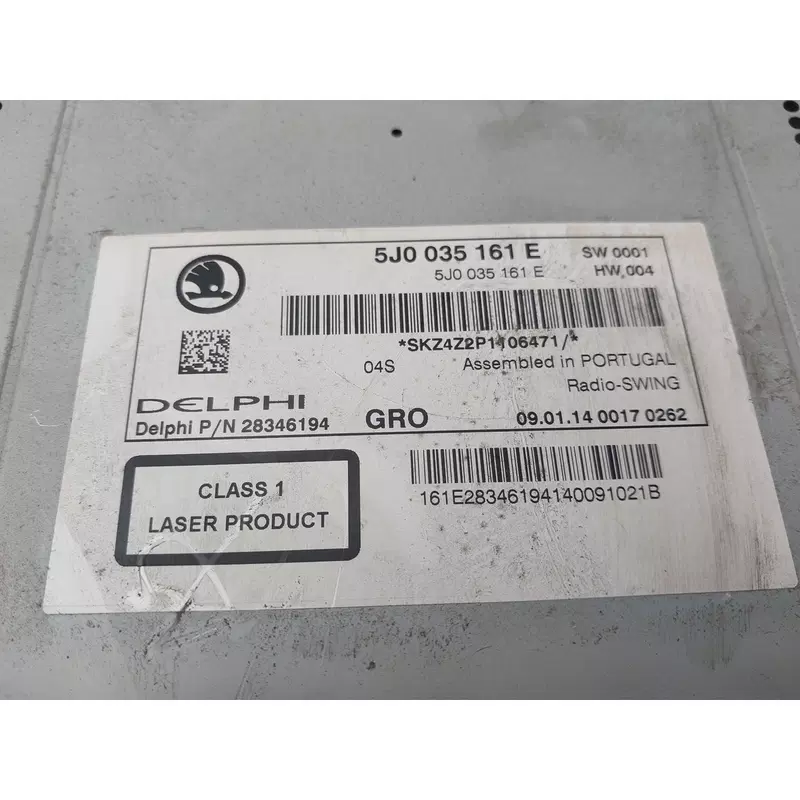 5J0 035 161 E SW 0001
5J0 035 161 E HW 004
*SKZ4Z2P1106471/*
04S Assembled in PORTUGAL
Radio-SWING
DELPHI
Delphi P/N 28346194 GRO 09.01.14 0017 0262
CLASS 1
LASER PRODUCT
161E28346194140091021B